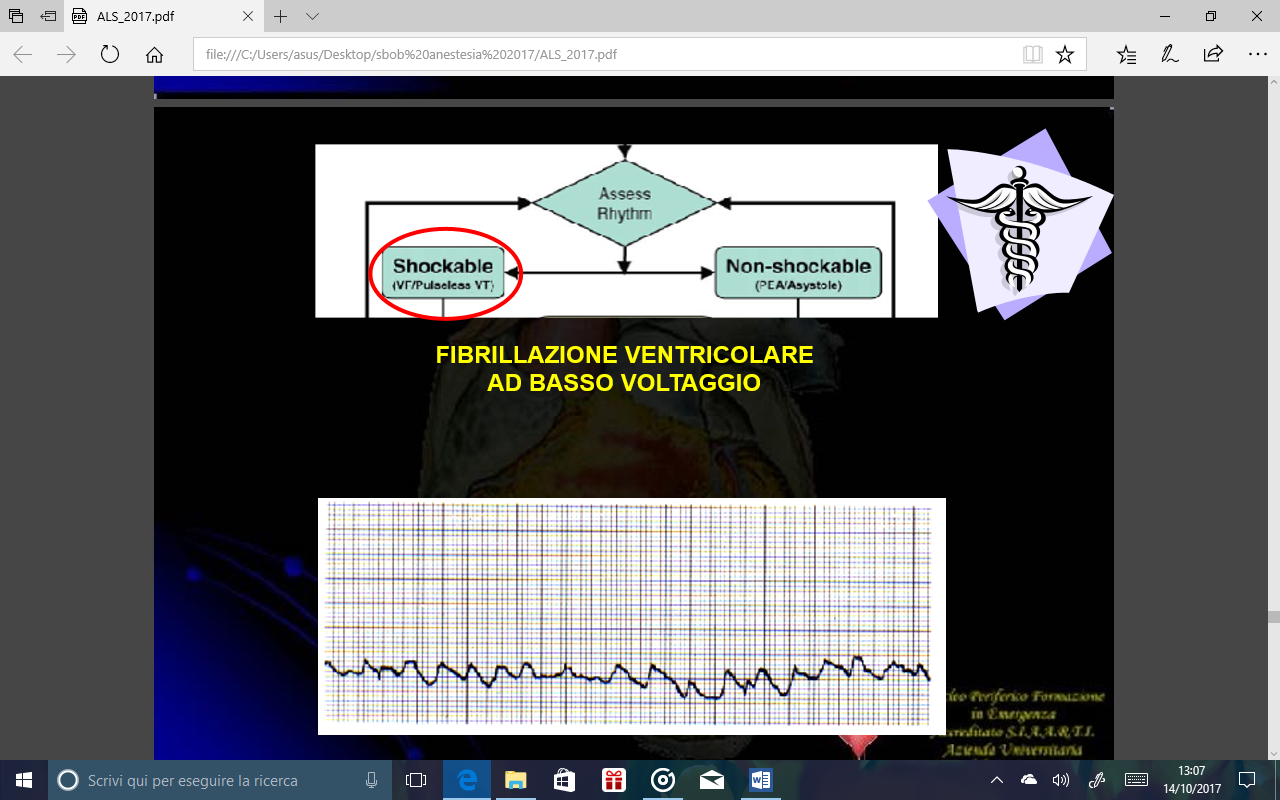 ALS_2017.pdf
file:///C:/Users/asus/Desktop/sbob%20anestesia%202017/ALS_2017.pdf
Assess
Rhythm
Shockable
(VF/Pulseless VT)
Non-shockable
(PEA/Asystole)
FIBRILLAZIONE VENTRICOLARE
AD BASSO VOLTAGGIO
Periferico Formazione
in Emergenza
S.I.A.A.R.T.I.
Azienda Universitaria
Scrivi qui per eseguire la ricerca
13:07
14/10/2017